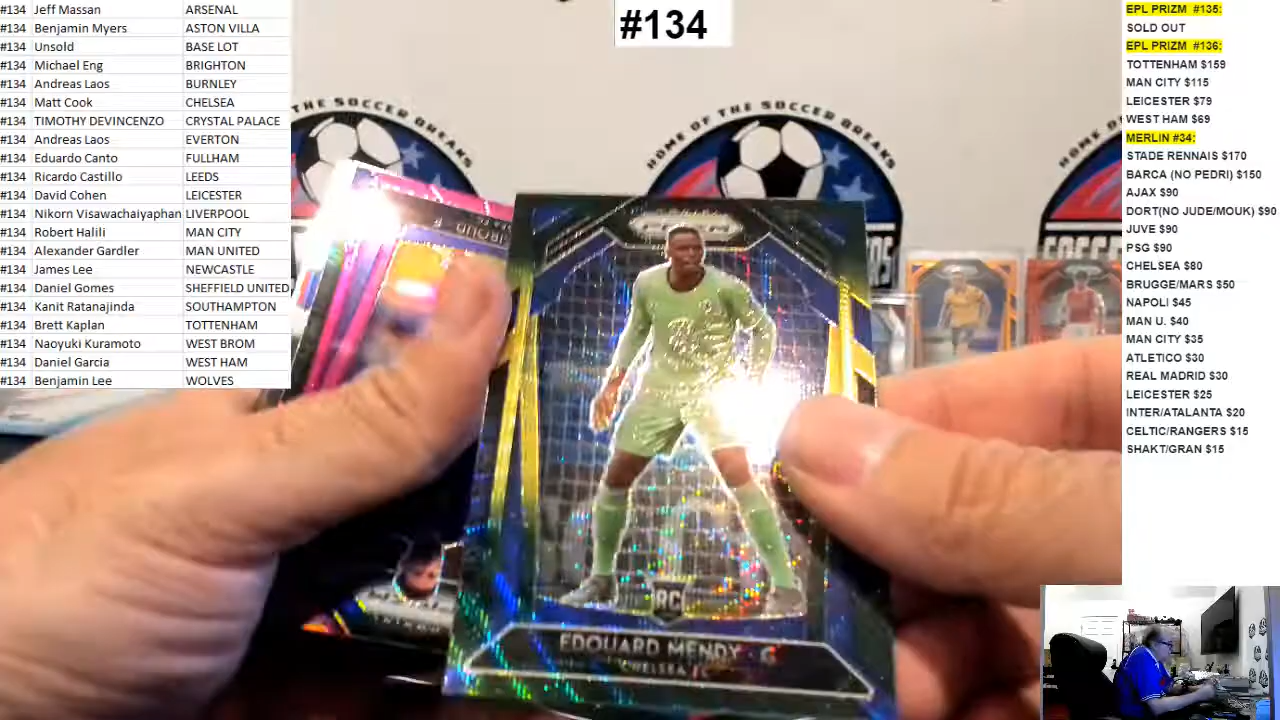 #134 Jeff Massan ARSENAL
#134 Benjamin Myers ASTON VILLA
#134 Unsold BASE LOT
#134 Michael Eng BRIGHTON
#134 Andreas Laos BURNLEY
#134 Matt Cook CHELSEA
#134 TIMOTHY DEVINCENZO CRYSTAL PALACE
#134 Andreas Laos EVERTON
#134 Eduardo Canto FULLHAM
#134 Ricardo Castillo LEEDS
#134 David Cohen LEICESTER
#134 Nikorn Visawachaiyaphan LIVERPOOL
#134 Robert Halili MAN CITY
#134 Alexander Gardler MAN UNITED
#134 James Lee NEWCASTLE
#134 Daniel Gomes SHEFFIELD UNITED
#134 Kanit Ratanajinda SOUTHAMPTON
#134 Brett Kaplan TOTTENHAM
#134 Naoyuki Kuramoto WEST BROM
#134 Daniel Garcia WEST HAM
#134 Benjamin Lee WOLVES
#134
OF THE SOCCER BREAKS
HOME OF THE SOCCER BREAKS
HOME OF
PRIZM
RC
EDOUARD MENDY - G
CHELSEA FC
EPL PRIZM #135:
SOLD OUT
EPL PRIZM #136:
TOTTENHAM $159
MAN CITY $115
LEICESTER $79
WEST HAM $69
MERLIN #34:
STADE RENNAIS $170
BARCA (NO PEDRI) $150
AJAX $90
DORT(NO JUDE/MOUK) $90
JUVE $90
PSG $90
CHELSEA $80
BRUGGE/MARS $50
NAPOLI $45
MAN U. $40
MAN CITY $35
ATLETICO $30
REAL MADRID $30
LEICESTER $25
INTER/ATALANTA $20
CELTIC/RANGERS $15
SHAKT/GRAN $15